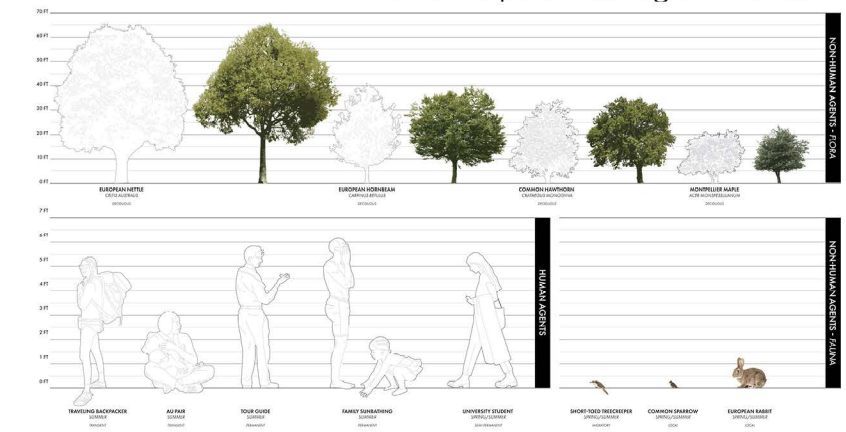 70 FT
60 FT
50 FT
40 FT
30 FT
20 FT
10 FT
0 FT
NON-HUMAN AGENTS - FLORA
EUROPEAN NETTLE
CELTIS AUSTRALIS
DECIDUOUS
EUROPEAN HORNBEAM
CARPINUS BETULUS
DECIDUOUS
COMMON HAWTHORN
CRATAEGUS MONOGYNA
DECIDUOUS
MONTPELLIER MAPLE
ACER MONSPESSULANUM
DECIDUOUS
7 FT
6 FT
5 FT
4 FT
3 FT
2 FT
1 FT
0 FT
HUMAN AGENTS
NON-HUMAN AGENTS - FAUNA
TRAVELING BACKPACKER
SUMMER
TRANSIENT
AU PAIR
SUMMER
TRANSIENT
TOUR GUIDE
SUMMER
PERMANENT
FAMILY SUNBATHING
SUMMER
PERMANENT
UNIVERSITY STUDENT
SPRING/SUMMER
SEMI-PERMANENT
SHORT-TOED TREECREEPER
SPRING/SUMMER
MIGRATORY
COMMON SPARROW
SPRING/SUMMER
LOCAL
EUROPEAN RABBIT
SPRING/SUMMER
LOCAL